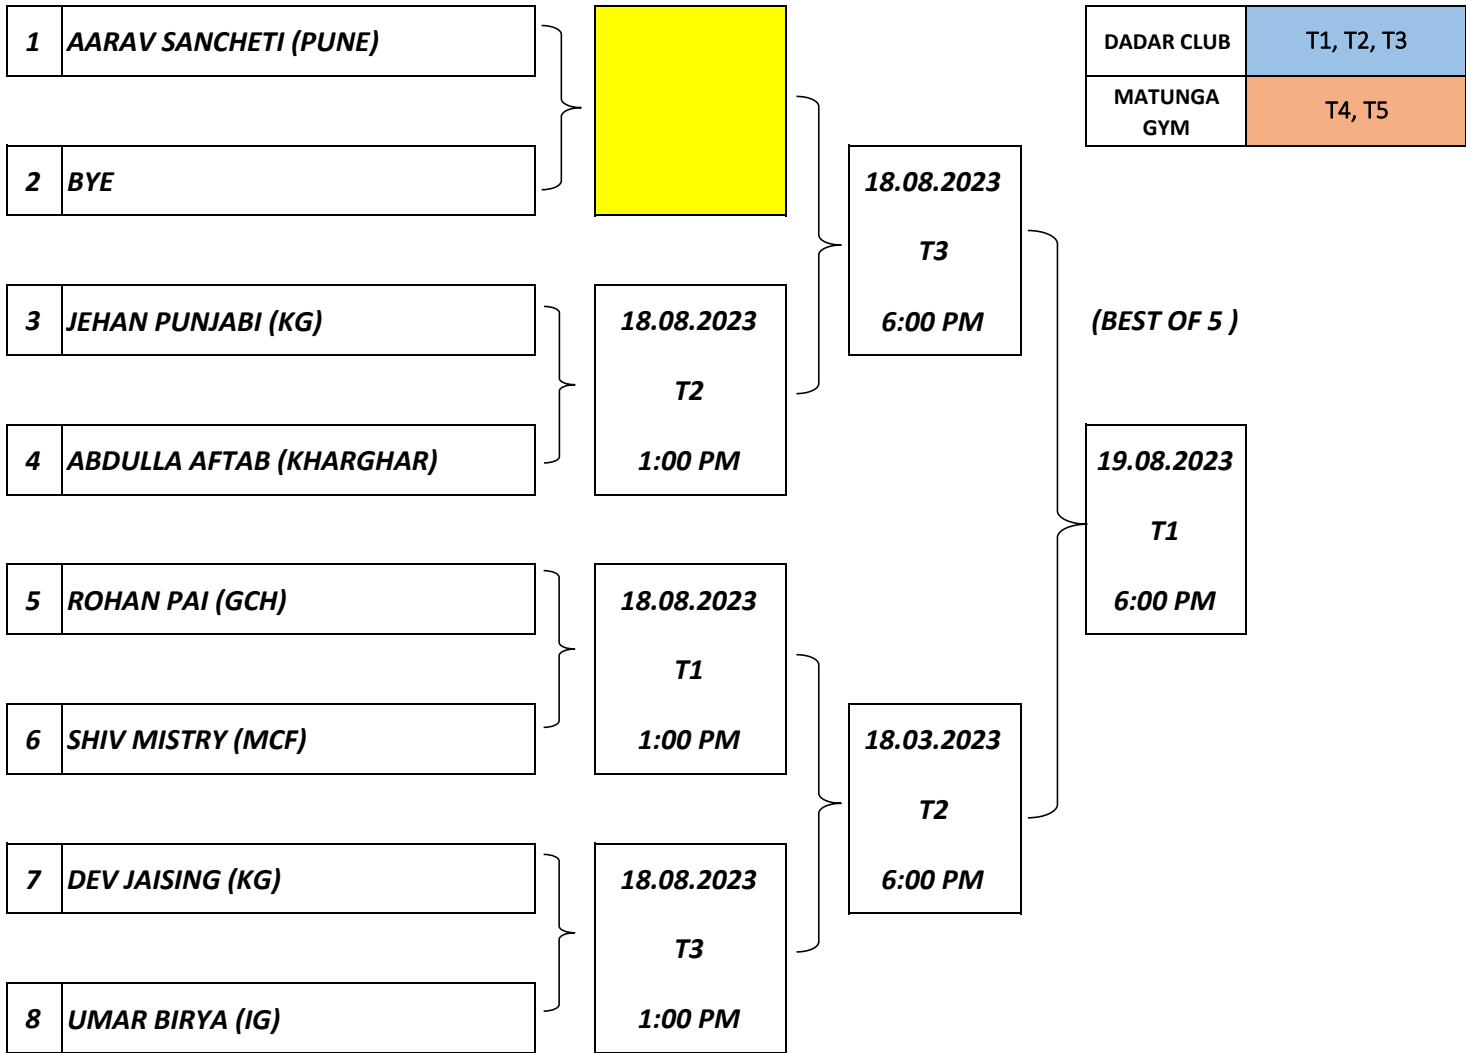 1 AARAV SANCHETI (PUNE)
DADAR CLUB T1, T2, T3
MATUNGA
GYM
T4, T5
2 BYE
18.08.2023
T3
6:00 PM
3 JEHAN PUNJABI (KG)
18.08.2023
T2
1:00 PM
(BEST OF 5 )
4 ABDULLA AFTAB (KHARGHAR)
19.08.2023
T1
6:00 PM
5 ROHAN PAI (GCH)
18.08.2023
T1
1:00 PM
6 SHIV MISTRY (MCF)
18.03.2023
T2
6:00 PM
7 DEV JAISING (KG)
18.08.2023
T3
1:00 PM
8 UMAR BIRYA (IG)